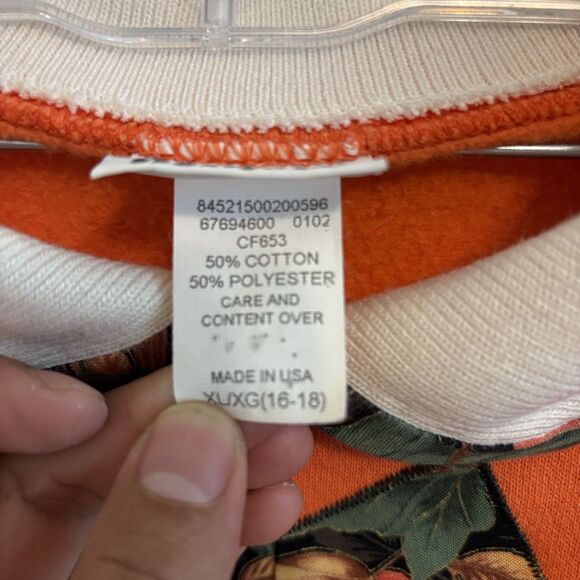 84521500200596
67694600 0102
CF653
50% COTTON
50% POLYESTER
CARE AND
CONTENT OVER
MADE IN USA
XL/XG(16-18)